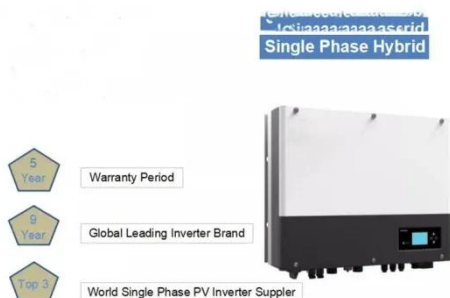 Single Phase Hybrid
5
Year
Warranty Period
9
Year
Global Leading Inverter Brand
Top 3
World Single Phase PV Inverter Suppler